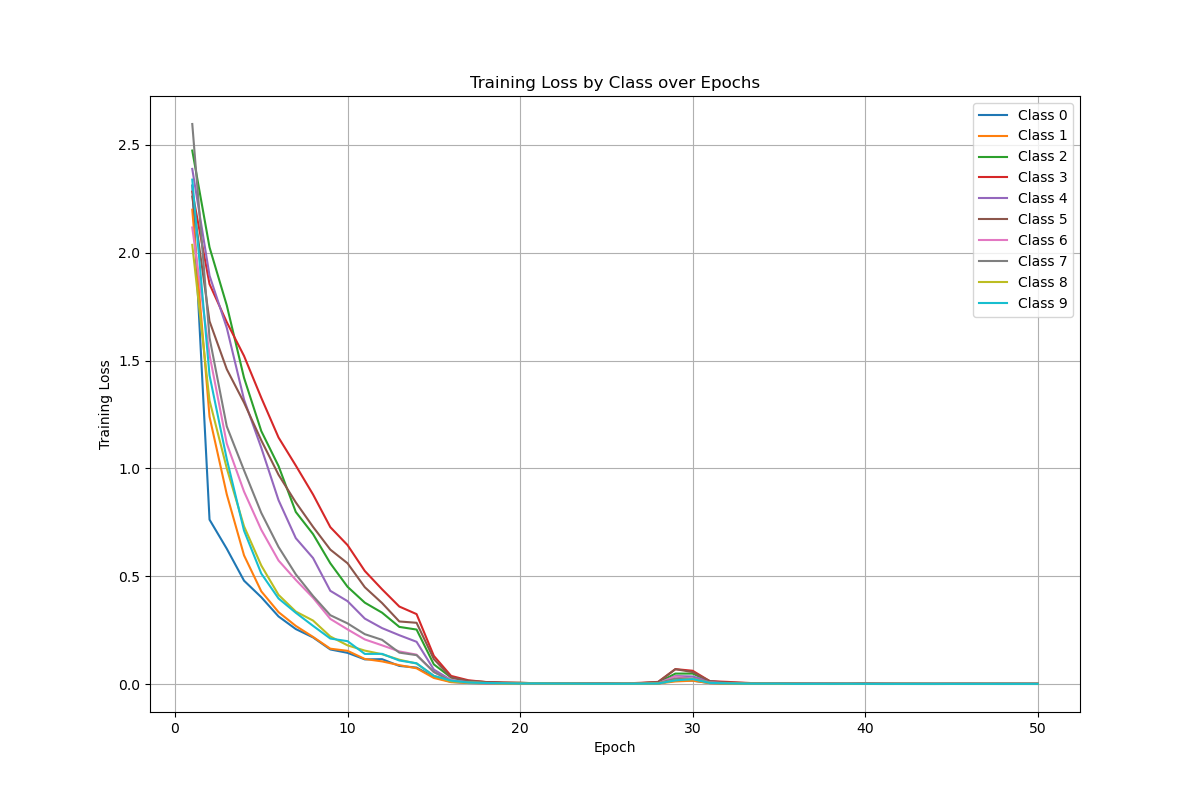 Training Loss by Class over Epochs
Class 0
Class 1
Class 2
Class 3
Class 4
Class 5
Class 6
Class 7
Class 8
Class 9
2.5
2.0
1.5
1.0
0.5
0.0
Training Loss
0 10 20 30 40 50
Epoch